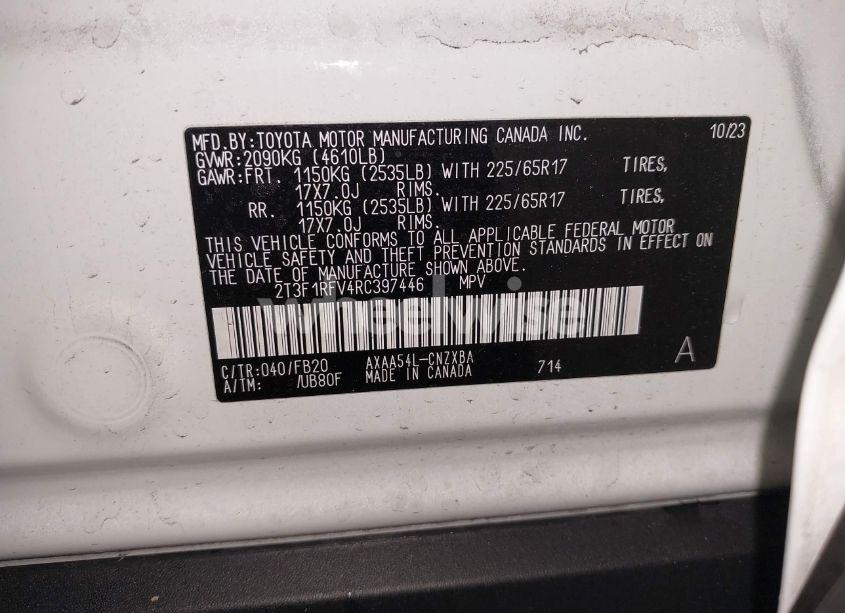 MFD.BY:TOYOTA MOTOR MANUFACTURING CANADA INC. 10/23
GVWR:2090KG (4610LB)
GAWR:FRT. 1150KG (2535LB) WITH 225/65R17 TIRES,
17X7.0J RIMS.
RR. 1150KG (2535LB) WITH 225/65R17 TIRES,
17X7.0J RIMS.
THIS VEHICLE CONFORMS TO ALL APPLICABLE FEDERAL MOTOR
VEHICLE SAFETY AND THEFT PREVENTION STANDARDS IN EFFECT ON
THE DATE OF MANUFACTURE SHOWN ABOVE.
2T3F1RFV4RC397446 MPV
wheelwise
C/TR:040/FB20 AXAA54L-CNZXBA A
A/TM: /UB80F MADE IN CANADA 714